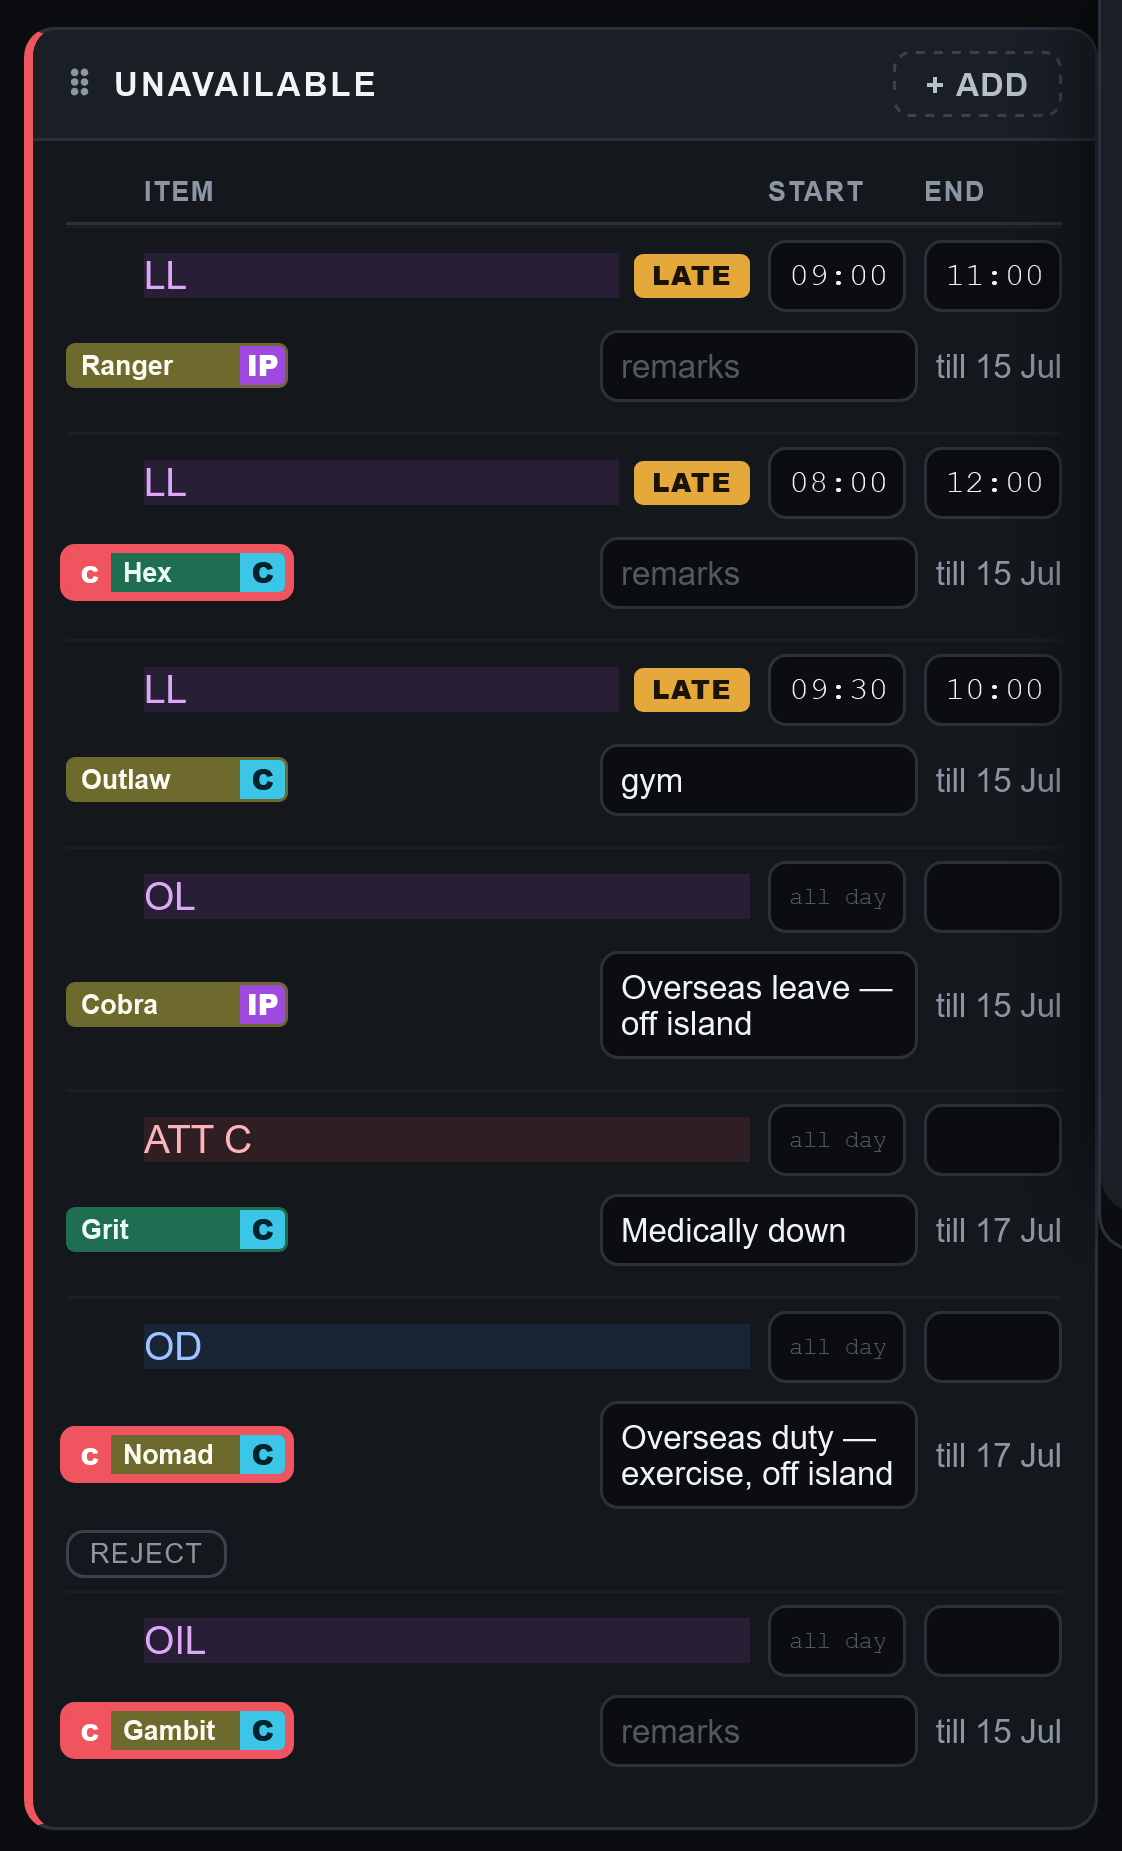 UNAVAILABLE + ADD
ITEM START END
LL LATE 09:00 11:00
Ranger IP remarks till 15 Jul
LL LATE 08:00 12:00
c Hex C remarks till 15 Jul
LL LATE 09:30 10:00
Outlaw C gym till 15 Jul
OL all day
Cobra IP Overseas leave — till 15 Jul
off island
ATT C all day
Grit C Medically down till 17 Jul
OD all day
c Nomad C Overseas duty — till 17 Jul
exercise, off island
REJECT
OIL all day
c Gambit C remarks till 15 Jul